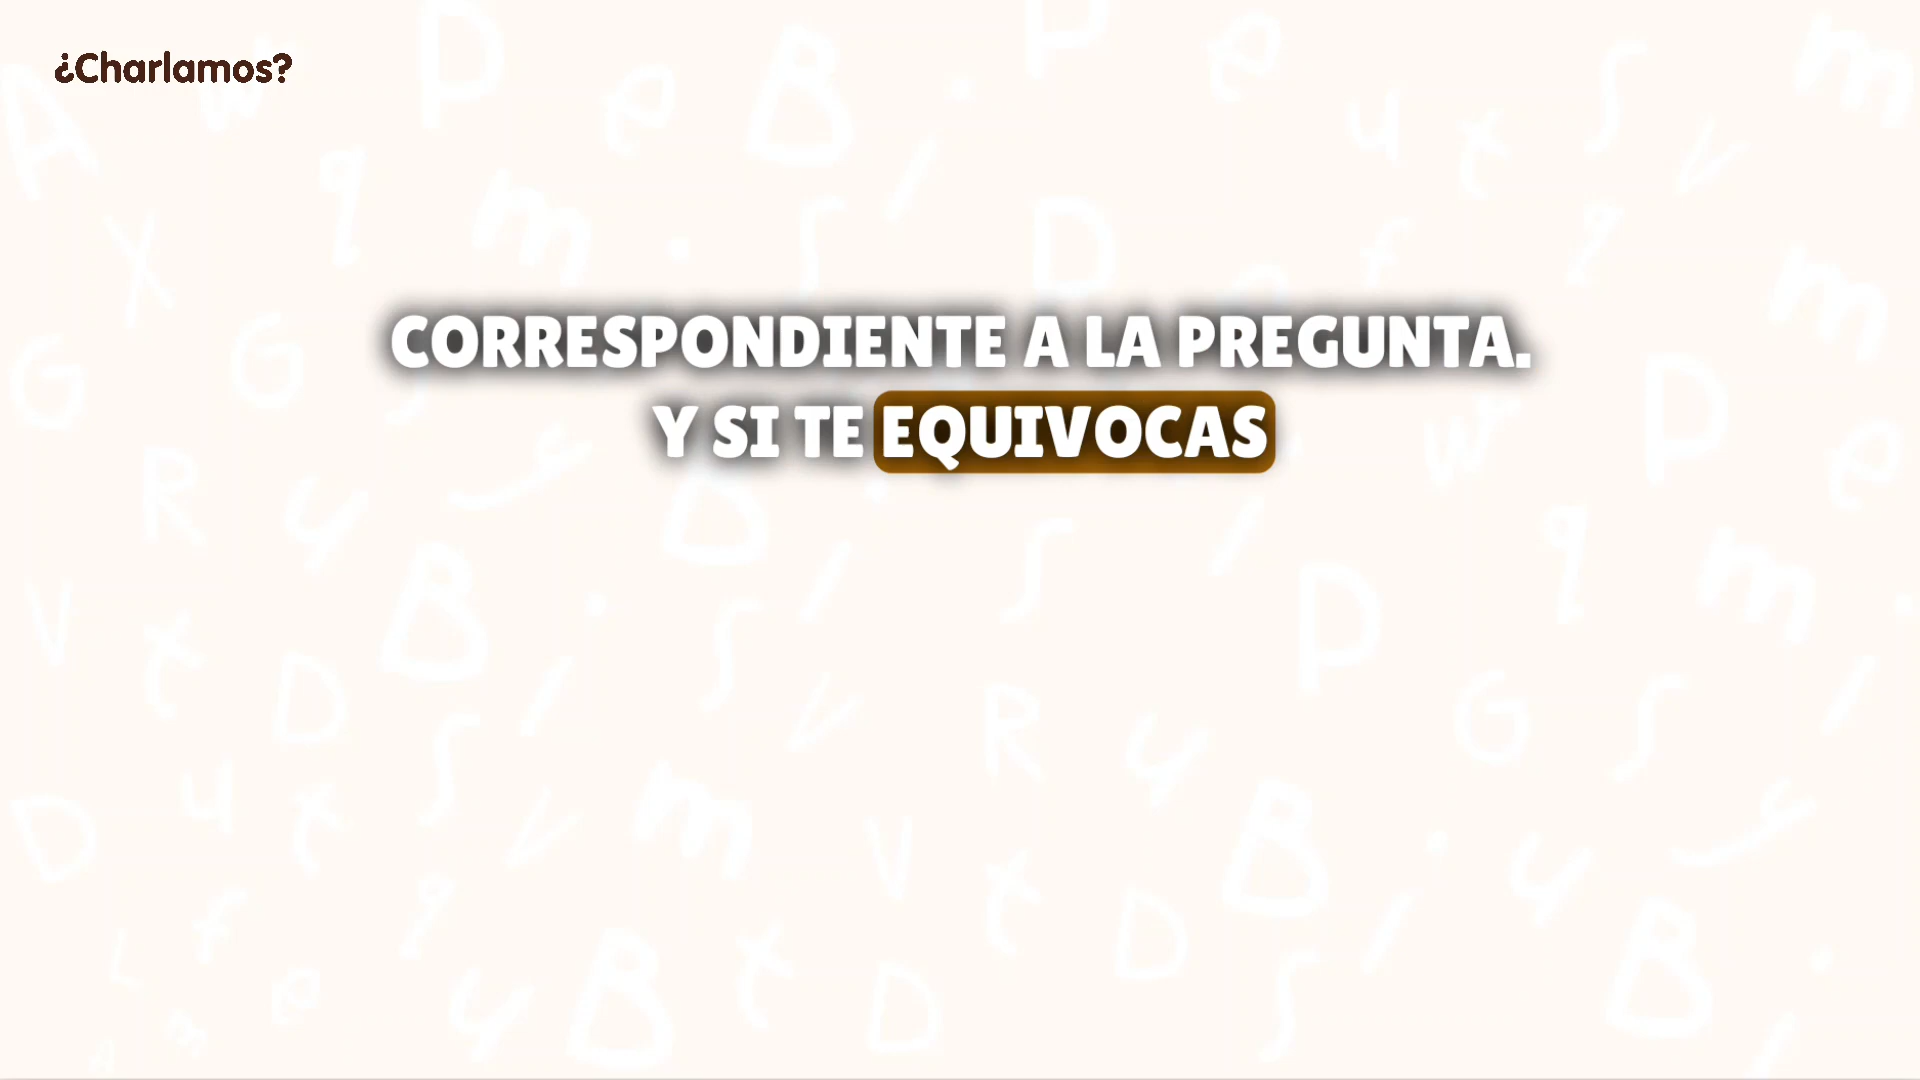 ¿Charlamos?
CORRESPONDIENTE A LA PREGUNTA.
Y SI TE EQUIVOCAS